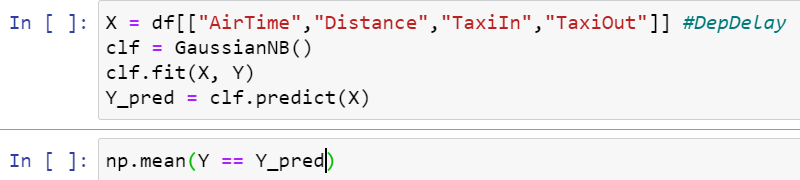 In [ ]: X = df[["AirTime","Distance","TaxiIn","TaxiOut"]] #DepDelay
clf = GaussianNB()
clf.fit(X, Y)
Y_pred = clf.predict(X)
In [ ]: np.mean(Y == Y_pred)